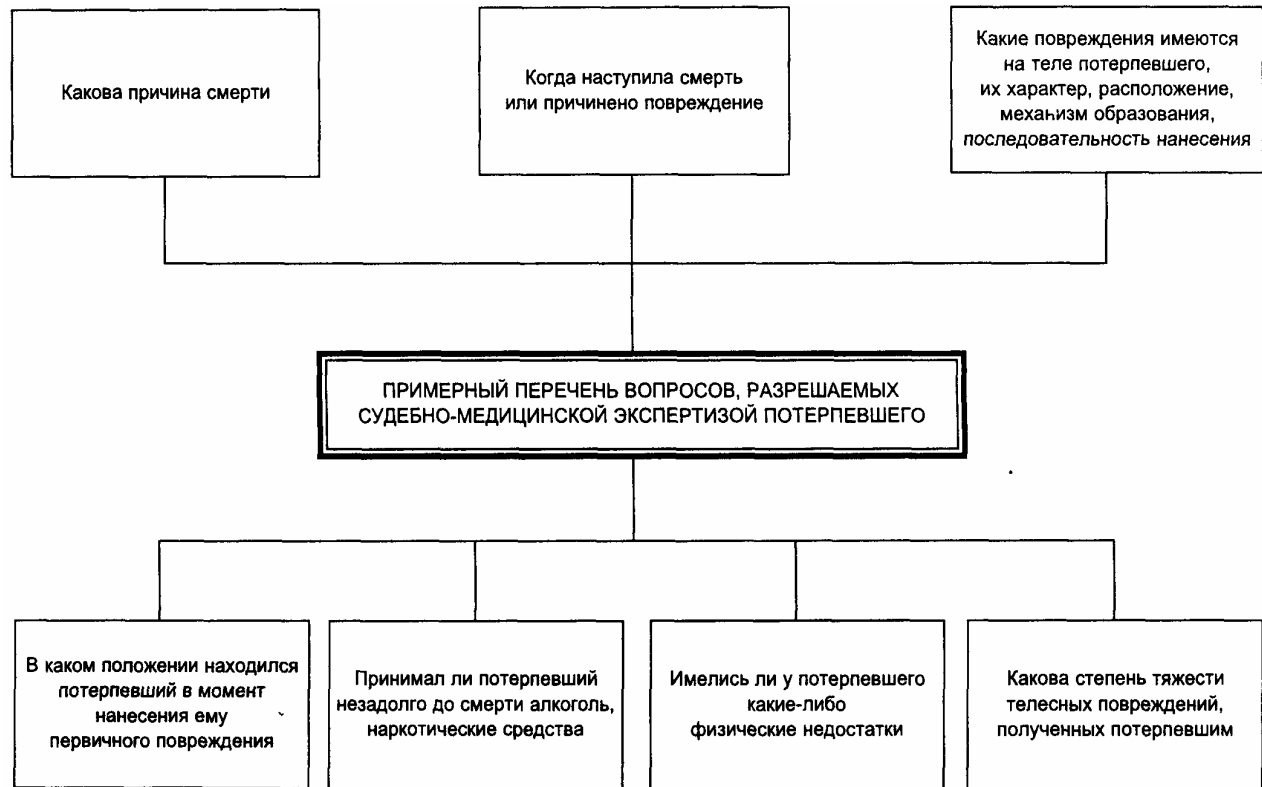 Какова причина смерти
Когда наступила смерть
или причинено повреждение
Какие повреждения имеются
на теле потерпевшего,
их характер, расположение,
механизм образования,
последовательность нанесения
ПРИМЕРНЫЙ ПЕРЕЧЕНЬ ВОПРОСОВ, РАЗРЕШАЕМЫХ
СУДЕБНО-МЕДИЦИНСКОЙ ЭКСПЕРТИЗОЙ ПОТЕРПЕВШЕГО
В каком положении находился
потерпевший в момент
нанесения ему
первичного повреждения
Принимал ли потерпевший
незадолго до смерти алкоголь,
наркотические средства
Имелись ли у потерпевшего
какие-либо
физические недостатки
Какова степень тяжести
телесных повреждений,
полученных потерпевшим